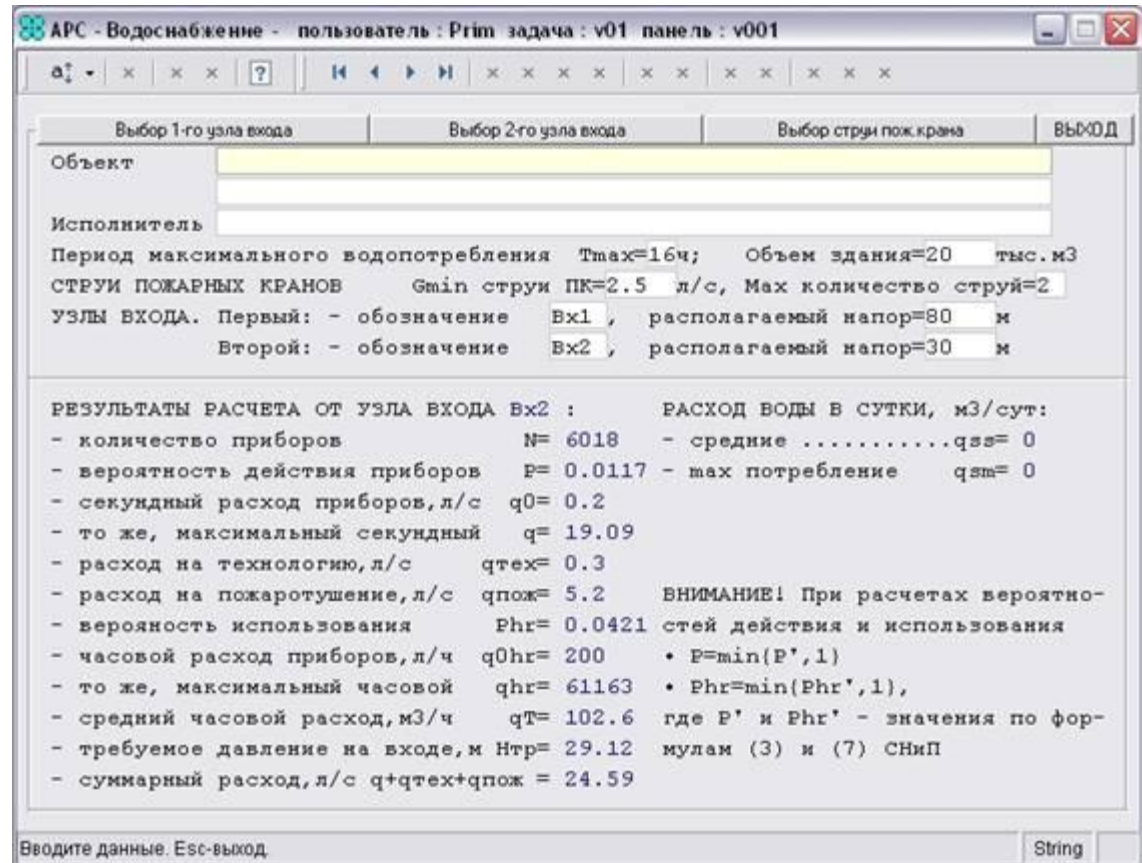 АРС - Водоснабжение - пользователь : Prim задача : v01 панель : v001
Выбор 1-го узла входа Выбор 2-го узла входа Выбор струи пож.крана ВЫХОД
Объект
Исполнитель
Период максимального водопотребления Tmax=16ч; Объем здания=20 тыс.м3
СТРУИ ПОЖАРНЫХ КРАНОВ Gmin струи ПК=2.5 л/с, Max количество струй=2
УЗЛЫ ВХОДА. Первый: - обозначение Вх1 , располагаемый напор=80 м
Второй: - обозначение Вх2 , располагаемый напор=30 м
РЕЗУЛЬТАТЫ РАСЧЕТА ОТ УЗЛА ВХОДА Вх2 : РАСХОД ВОДЫ В СУТКИ, м3/сут:
- количество приборов N= 6018 - средние ...........qss= 0
- вероятность действия приборов P= 0.0117 - max потребление qsm= 0
- секундный расход приборов,л/с q0= 0.2
- то же, максимальный секундный q= 19.09
- расход на технологию,л/с qтех= 0.3
- расход на пожаротушение,л/с qпож= 5.2 ВНИМАНИЕ! При расчетах вероятно-
- верояность использования Phr= 0.0421 стей действия и использования
- часовой расход приборов,л/ч q0hr= 200 • P=min{P',1}
- то же, максимальный часовой qhr= 61163 • Phr=min{Phr',1},
- средний часовой расход,м3/ч qT= 102.6 где P' и Phr' - значения по фор-
- требуемое давление на входе,м Hтр= 29.12 мулам (3) и (7) СНиП
- суммарный расход,л/с q+qтех+qпож = 24.59
Вводите данные. Esc-выход. String